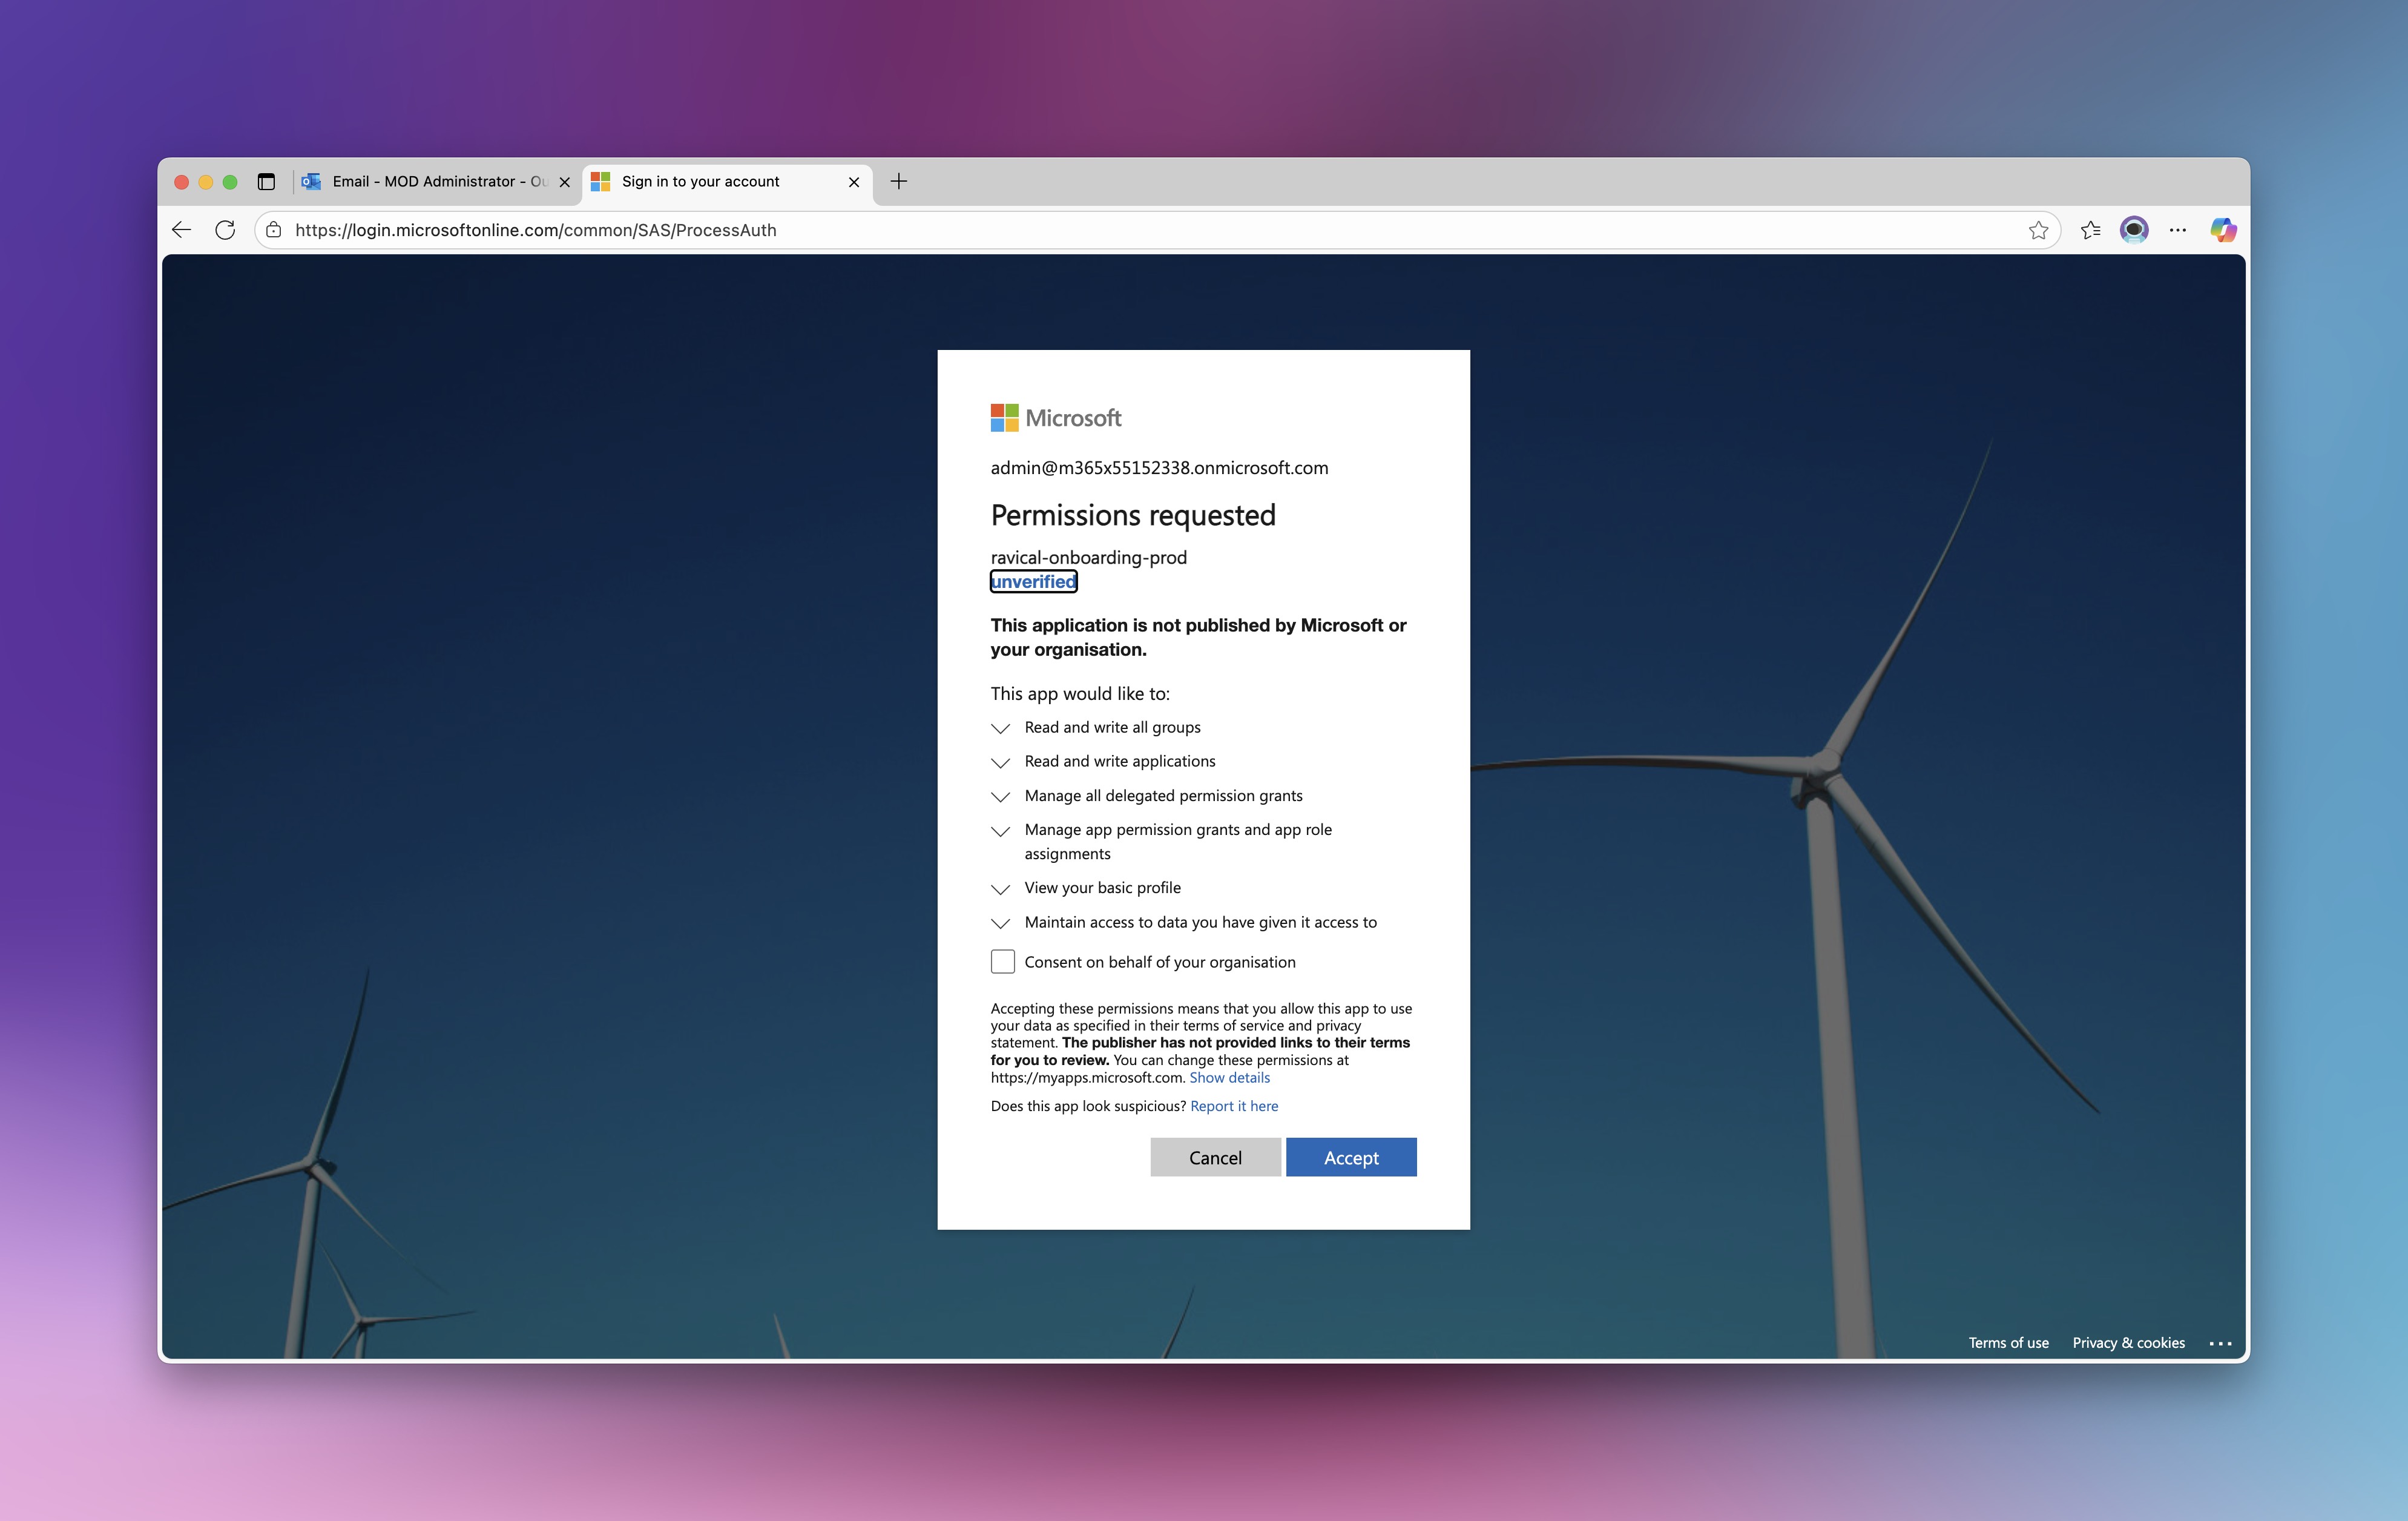 Email - MOD Administrator - Ou
Sign in to your account
https://login.microsoftonline.com/common/SAS/ProcessAuth
Microsoft
admin@m365x55152338.onmicrosoft.com
Permissions requested
ravical-onboarding-prod
unverified
This application is not published by Microsoft or
your organisation.
This app would like to:
Read and write all groups
Read and write applications
Manage all delegated permission grants
Manage app permission grants and app role
assignments
View your basic profile
Maintain access to data you have given it access to
Consent on behalf of your organisation
Accepting these permissions means that you allow this app to use
your data as specified in their terms of service and privacy
statement. The publisher has not provided links to their terms
for you to review. You can change these permissions at
https://myapps.microsoft.com. Show details
Does this app look suspicious? Report it here
Cancel
Accept
Terms of use
Privacy & cookies